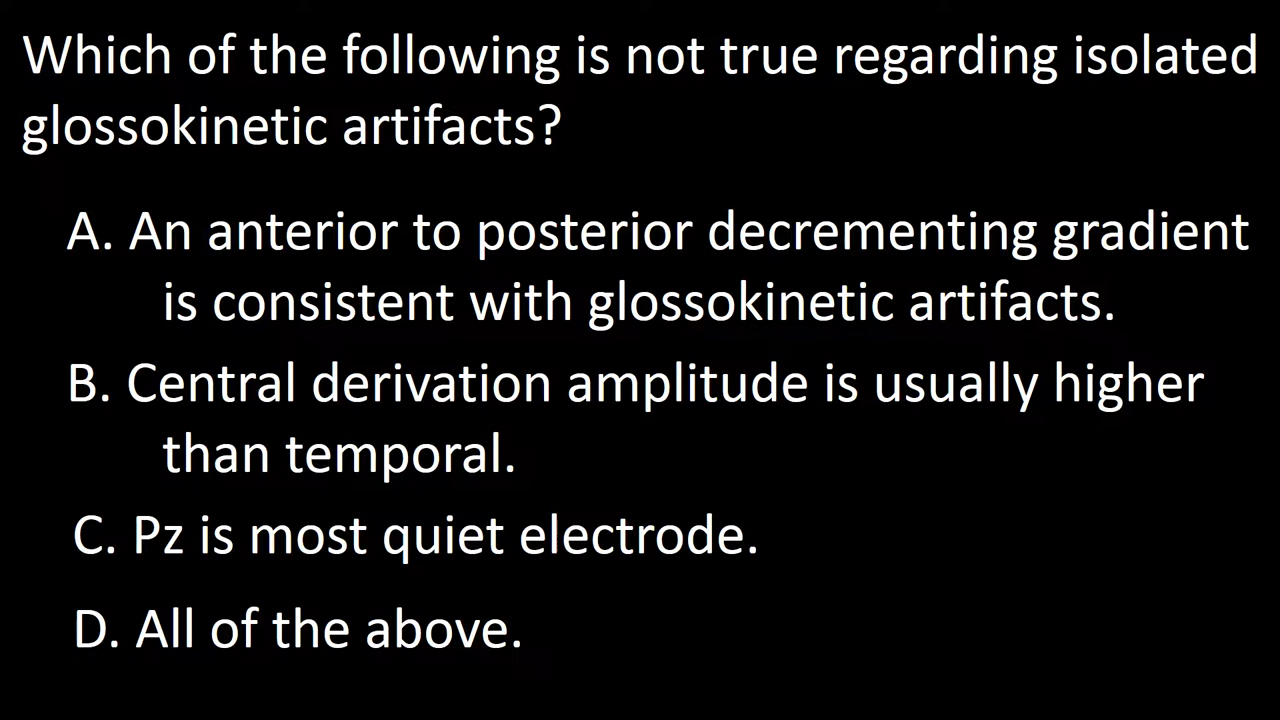 Which of the following is not true regarding isolated
glossokinetic artifacts?
A. An anterior to posterior decrementing gradient
is consistent with glossokinetic artifacts.
B. Central derivation amplitude is usually higher
than temporal.
C. Pz is most quiet electrode.
D. All of the above.